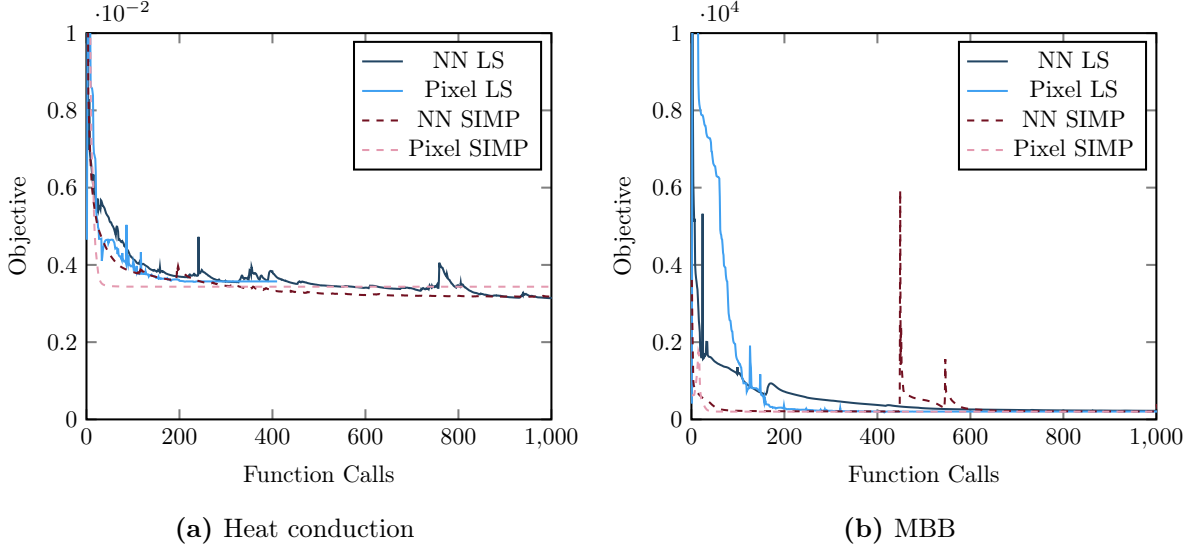 ·10⁻²
1
0.8
0.6
0.4
0.2
0
0
200
400
600
800
1,000
Objective
Function Calls
NN LS
Pixel LS
NN SIMP
Pixel SIMP
(a) Heat conduction
·10⁴
1
0.8
0.6
0.4
0.2
0
0
200
400
600
800
1,000
Objective
Function Calls
NN LS
Pixel LS
NN SIMP
Pixel SIMP
(b) MBB